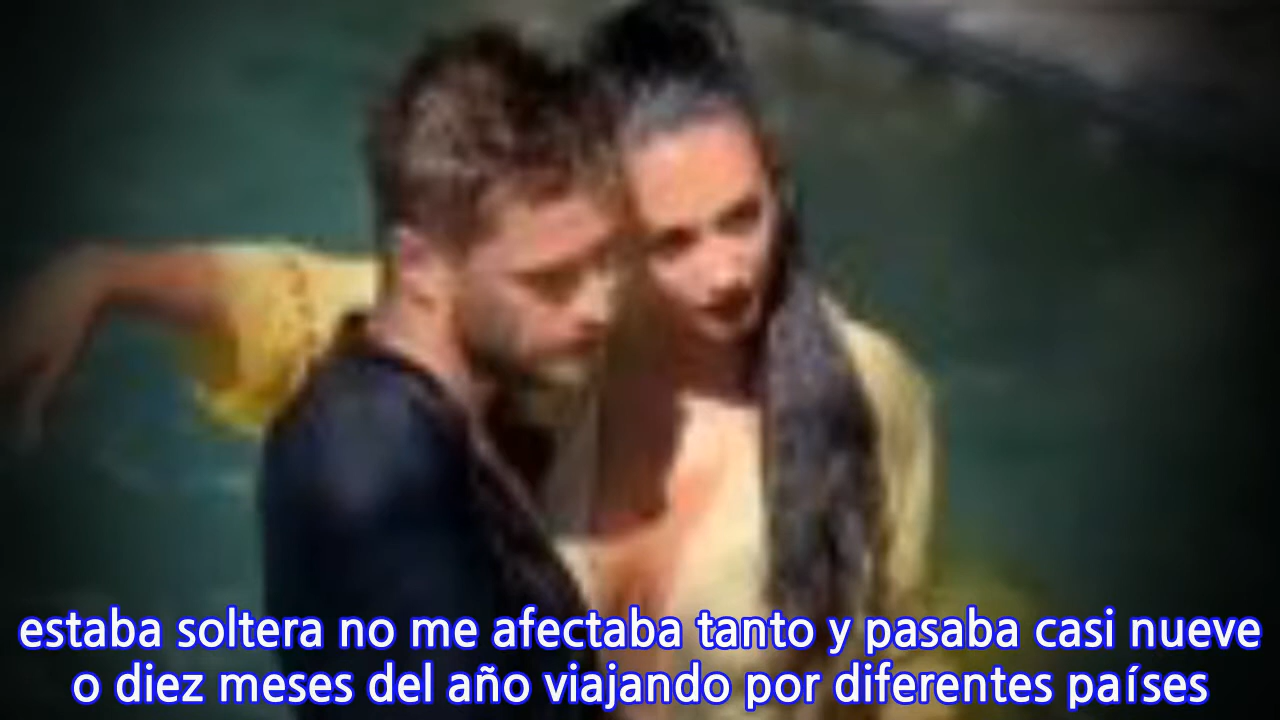 estaba soltera no me afectaba tanto y pasaba casi nueve
o diez meses del año viajando por diferentes países